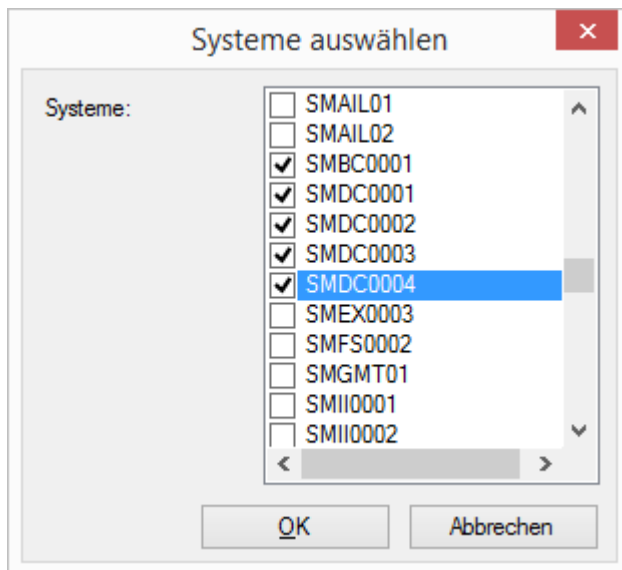 Systeme auswählen
Systeme:
SMAIL01
SMAIL02
SMBC0001
SMDC0001
SMDC0002
SMDC0003
SMDC0004
SMEX0003
SMFS0002
SMGMT01
SMII0001
SMII0002
OK
Abbrechen